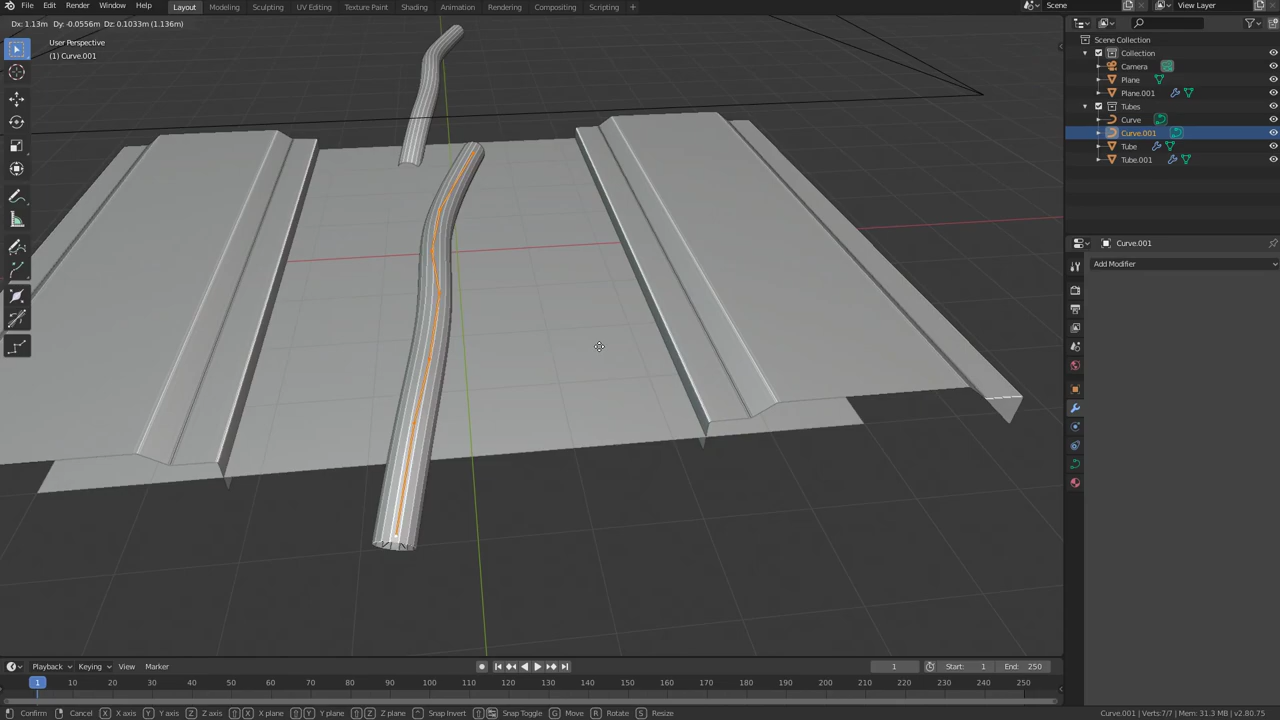 File Edit Render Window Help Layout Modeling Sculpting UV Editing Texture Paint Shading Animation Rendering Compositing Scripting Scene View Layer
Dx: 1.13m Dy: -0.0556m Dz: 0.1033m (1.136m)
User Perspective
(1) Curve.001
Scene Collection
Collection
Camera
Plane
Plane.001
Tubes
Curve
Curve.001
Tube
Tube.001
Curve.001
Add Modifier
Playback Keying View Marker 1 Start: 1 End: 250
1 10 20 30 40 50 60 70 80 90 100 110 120 130 140 150 160 170 180 190 200 210 220 230 240 250
Confirm Cancel X X axis Y Y axis Z Z axis X X plane Y Y plane Z Z plane Snap Invert Snap Toggle G Move R Rotate S Resize Curve.001 | Verts:7/7 | Mem: 31.3 MB | v2.80.75